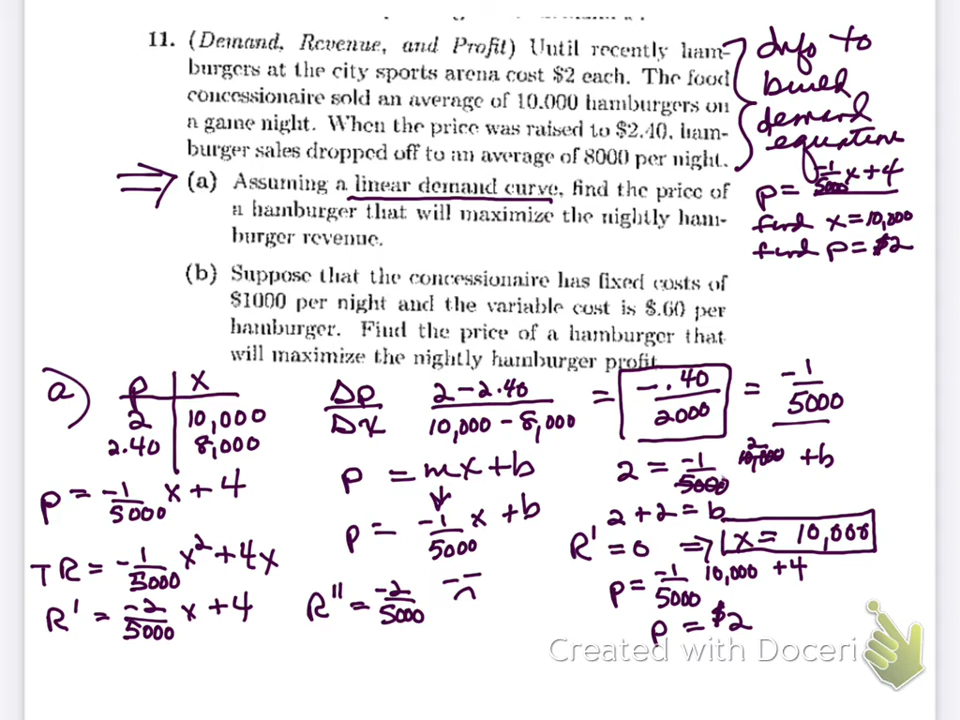 11. (Demand, Revenue, and Profit) Until recently ham-
burgers at the city sports arena cost $2 each. The food
concessionaire sold an average of 10.000 hamburgers on
a game night. When the price was raised to $2.40, ham-
burger sales dropped off to an average of 8000 per night.
(a) Assuming a linear demand curve, find the price of
a hamburger that will maximize the nightly ham-
burger revenue.
(b) Suppose that the concessionaire has fixed costs of
$1000 per night and the variable cost is $.60 per
hamburger. Find the price of a hamburger that
will maximize the nightly hamburger profit.
Info to
build
demand
equation
p = -1/5000 x + 4
find x = 10,000
find p = $2
a)
p | x
2 | 10,000
2.40 | 8,000
p = -1/5000 x + 4
TR = -1/5000 x² + 4x
R' = -2/5000 x + 4
Δp/Δx (2 - 2.40)/(10,000 - 8,000) = -.40/2000 = -1/5000
p = mx + b
p = -1/5000 x + b
R'' = -2/5000
2 = -1/5000 10,000 2 + b
2 + 2 = b
R' = 0 ⇒ x = 10,000
p = -1/5000 10,000 + 4
p = $2
Created with Doceri